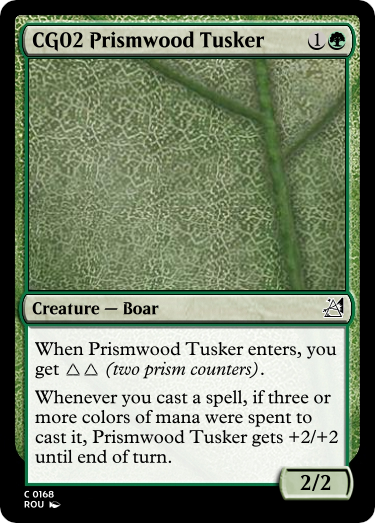 CG02 Prismwood Tusker 1
Creature — Boar
When Prismwood Tusker enters, you
get △△ (two prism counters).
Whenever you cast a spell, if three or
more colors of mana were spent to
cast it, Prismwood Tusker gets +2/+2
until end of turn.
2/2
C 0168
ROU